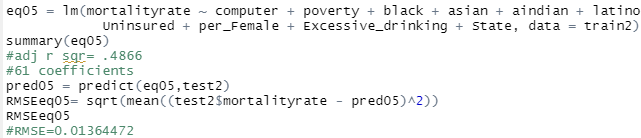 eq05 = lm(mortalityrate ~ computer + poverty + black + asian + aindian + latino
Uninsured + per_Female + Excessive_drinking + State, data = train2)
summary(eq05)
#adj r sqr= .4866
#61 coefficients
pred05 = predict(eq05,test2)
RMSEeq05= sqrt(mean((test2$mortalityrate - pred05)^2))
RMSEeq05
#RMSE=0.01364472